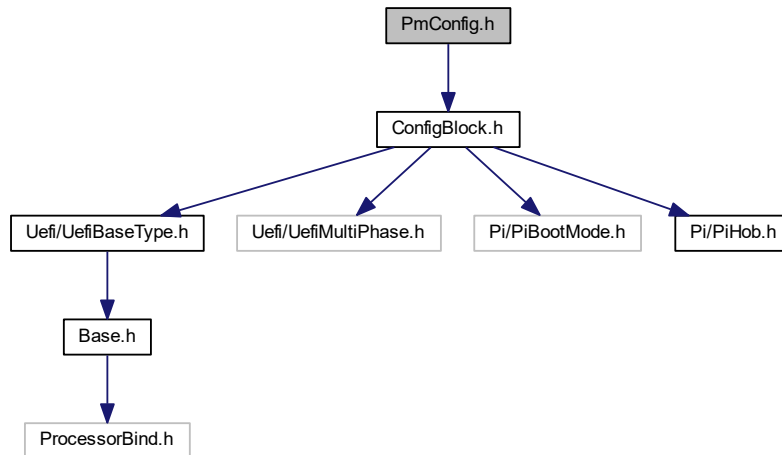 PmConfig.h
ConfigBlock.h
Uefi/UefiBaseType.h
Uefi/UefiMultiPhase.h
Pi/PiBootMode.h
Pi/PiHob.h
Base.h
ProcessorBind.h